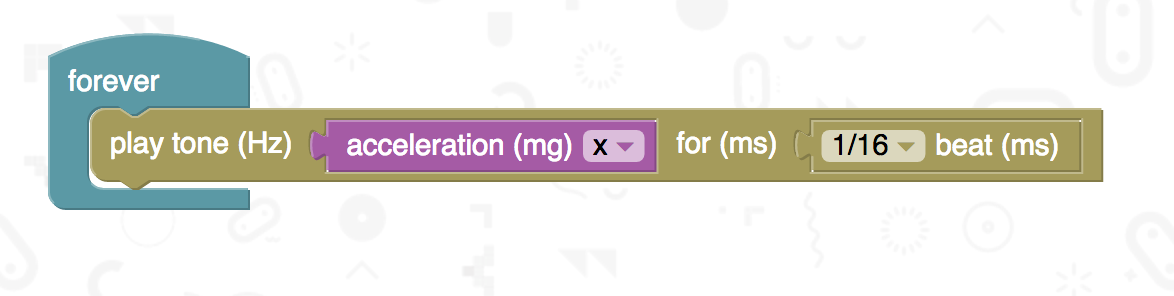 forever
play tone (Hz) acceleration (mg) x for (ms) 1/16 beat (ms)